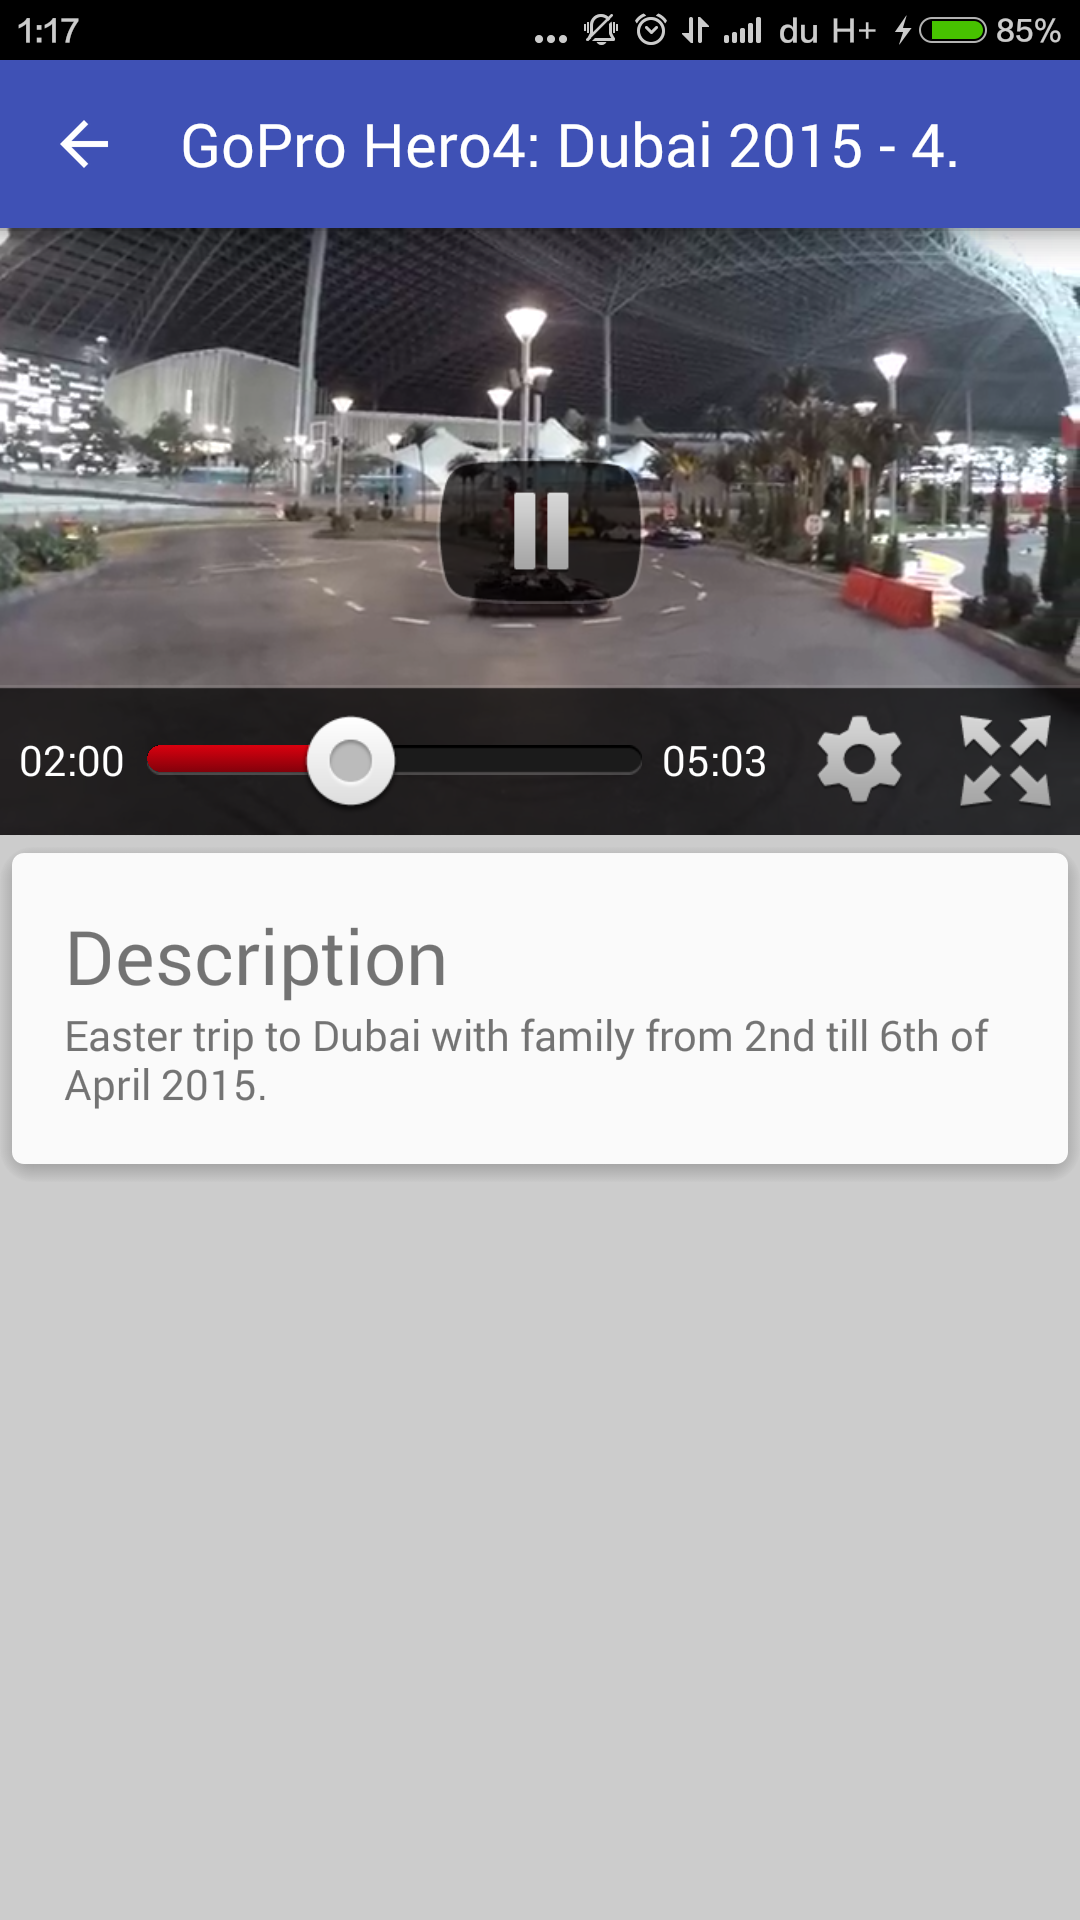 1:17
... du H+ 85%
GoPro Hero4: Dubai 2015 - 4.
02:00 05:03
Description
Easter trip to Dubai with family from 2nd till 6th of
April 2015.